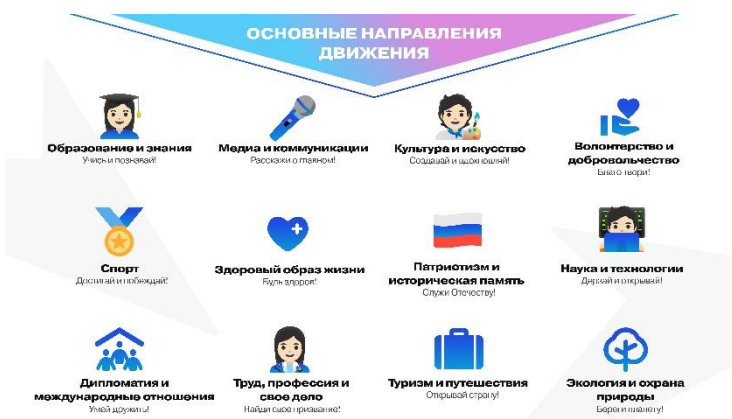 ОСНОВНЫЕ НАПРАВЛЕНИЯ
ДВИЖЕНИЯ
Образование и знания
Учись и познавай!
Медиа и коммуникации
Расскажи о главном!
Культура и искусство
Создавай и вдохновляй!
Волонтерство и
добровольчество
Благо твори!
Спорт
Достигай и побеждай!
Здоровый образ жизни
Будь здоров!
Патриотизм и
историческая память
Служи Отечеству!
Наука и технологии
Дерзай и открывай!
Дипломатия и
международные отношения
Умей дружить!
Труд, профессия и
свое дело
Найди свое призвание!
Туризм и путешествия
Открывай страну!
Экология и охрана
природы
Береги планету!